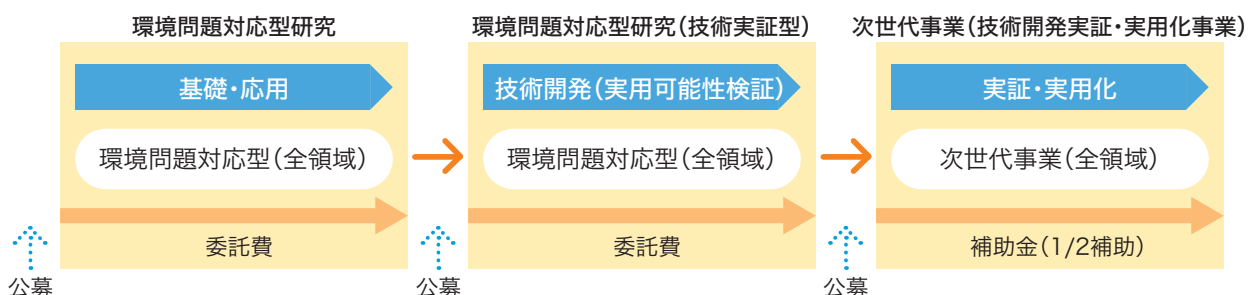 環境問題対応型研究
基礎・応用
環境問題対応型(全領域)
委託費
公募
環境問題対応型研究(技術実証型)
技術開発(実用可能性検証)
環境問題対応型(全領域)
委託費
公募
次世代事業(技術開発実証・実用化事業)
実証・実用化
次世代事業(全領域)
補助金(1/2補助)
公募